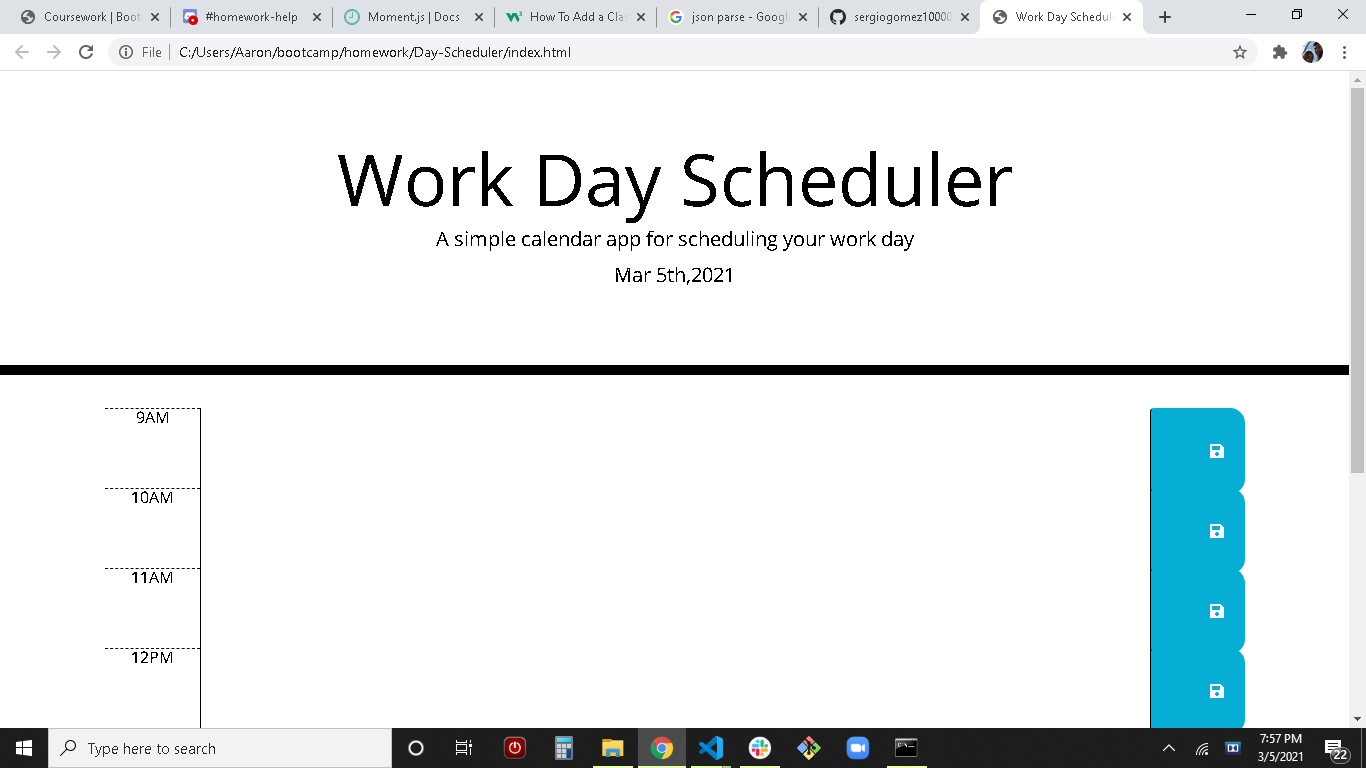 Coursework | Boot
#homework-help
Moment.js | Docs
How To Add a Clas
json parse - Googl
sergiogomez10000
Work Day Schedul
File
C:/Users/Aaron/bootcamp/homework/Day-Scheduler/index.html
Work Day Scheduler
A simple calendar app for scheduling your work day
Mar 5th,2021
9AM
10AM
11AM
12PM
Type here to search
7:57 PM
3/5/2021
22